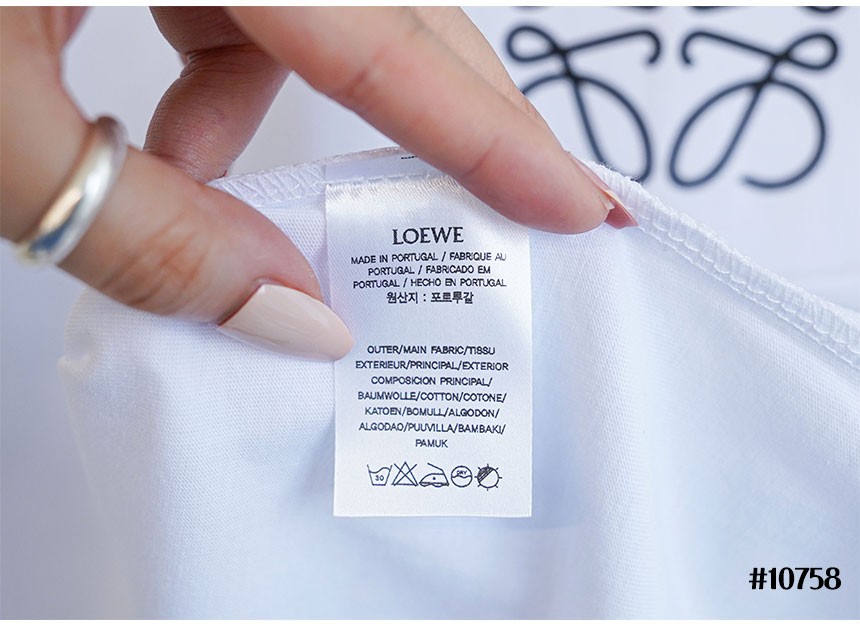 LOEWE
MADE IN PORTUGAL / FABRIQUE AU
PORTUGAL / FABRICADO EM
PORTUGAL / HECHO EN PORTUGAL
원산지 : 포르투갈
OUTER/MAIN FABRIC/TISSU
EXTERIEUR/PRINCIPAL/EXTERIOR
COMPOSICION PRINCIPAL/
BAUMWOLLE/COTTON/COTONE/
KATOEN/BOMULL/ALGODON/
ALGODAO/PUUVILLA/BAMBAKI/
PAMUK
30
DRY
#10758